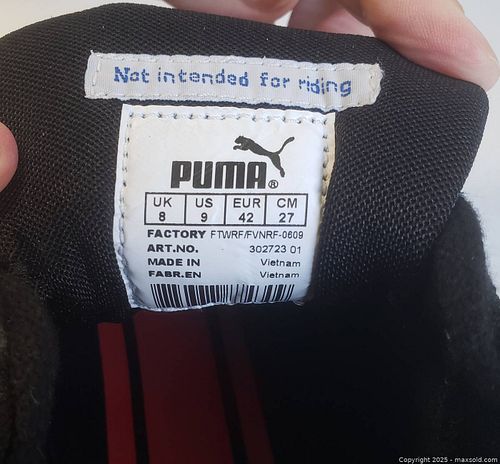 Not intended for riding
PUMA®
UK US EUR CM
8 9 42 27
FACTORY FTWRF/FVNRF-0609
ART.NO. 302723 01
MADE IN Vietnam
FABR.EN Vietnam
Copyright 2025 - maxsold.com